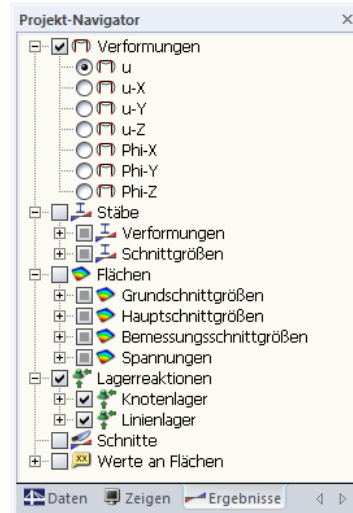 Projekt-Navigator
Verformungen
u
u-X
u-Y
u-Z
Phi-X
Phi-Y
Phi-Z
Stäbe
Verformungen
Schnittgrößen
Flächen
Grundschnittgrößen
Hauptschnittgrößen
Bemessungsschnittgrößen
Spannungen
Lagerreaktionen
Knotenlager
Linienlager
Schnitte
xx Werte an Flächen
Daten Zeigen Ergebnisse